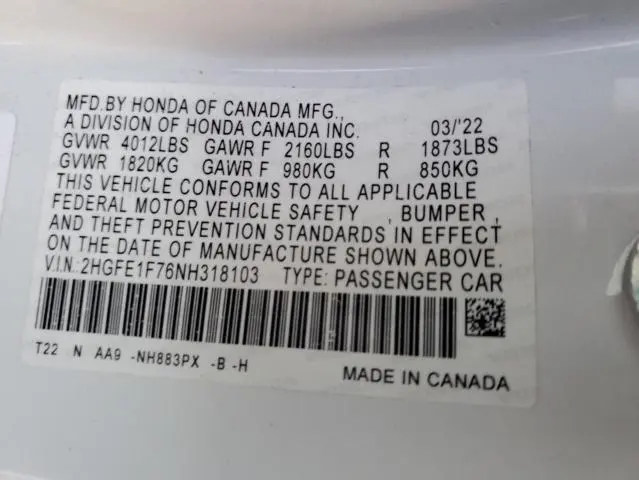 MFD.BY HONDA OF CANADA MFG.,
A DIVISION OF HONDA CANADA INC. 03/'22
GVWR 4012LBS GAWR F 2160LBS R 1873LBS
GVWR 1820KG GAWR F 980KG R 850KG
THIS VEHICLE CONFORMS TO ALL APPLICABLE
FEDERAL MOTOR VEHICLE SAFETY , BUMPER ,
AND THEFT PREVENTION STANDARDS IN EFFECT
ON THE DATE OF MANUFACTURE SHOWN ABOVE.
V.I.N.: 2HGFE1F76NH318103 TYPE: PASSENGER CAR
T22 N AA9 -NH883PX -B -H
MADE IN CANADA